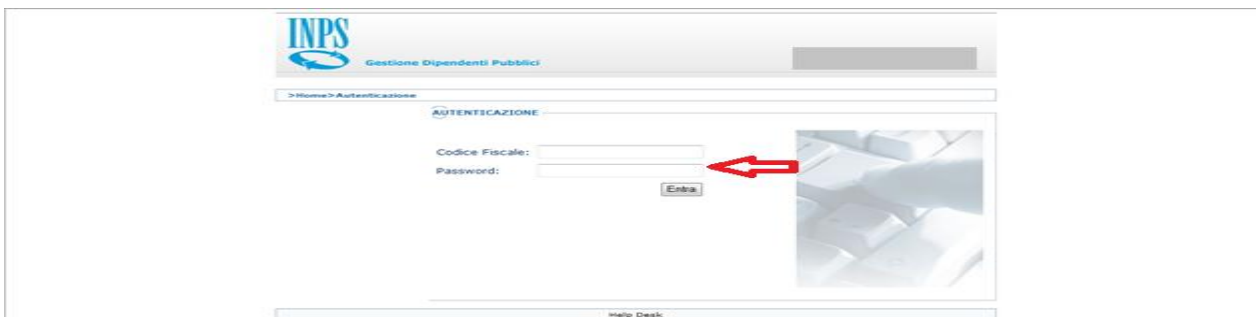 INPS
Gestione Dipendenti Pubblici
>Home>Autenticazione
AUTENTICAZIONE
Codice Fiscale:
Password:
Entra
Help Desk